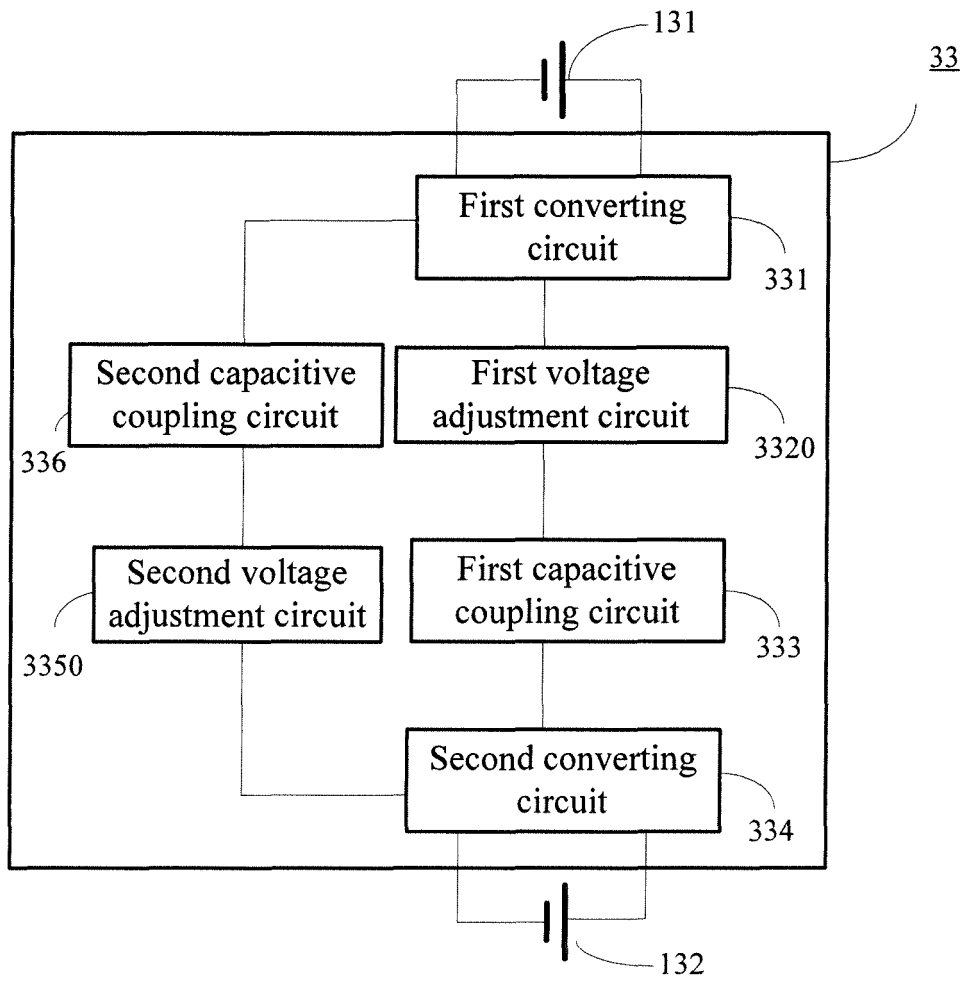 131
33
First converting
circuit
331
Second capacitive
coupling circuit
336
First voltage
adjustment circuit
3320
Second voltage
adjustment circuit
3350
First capacitive
coupling circuit
333
Second converting
circuit
334
132